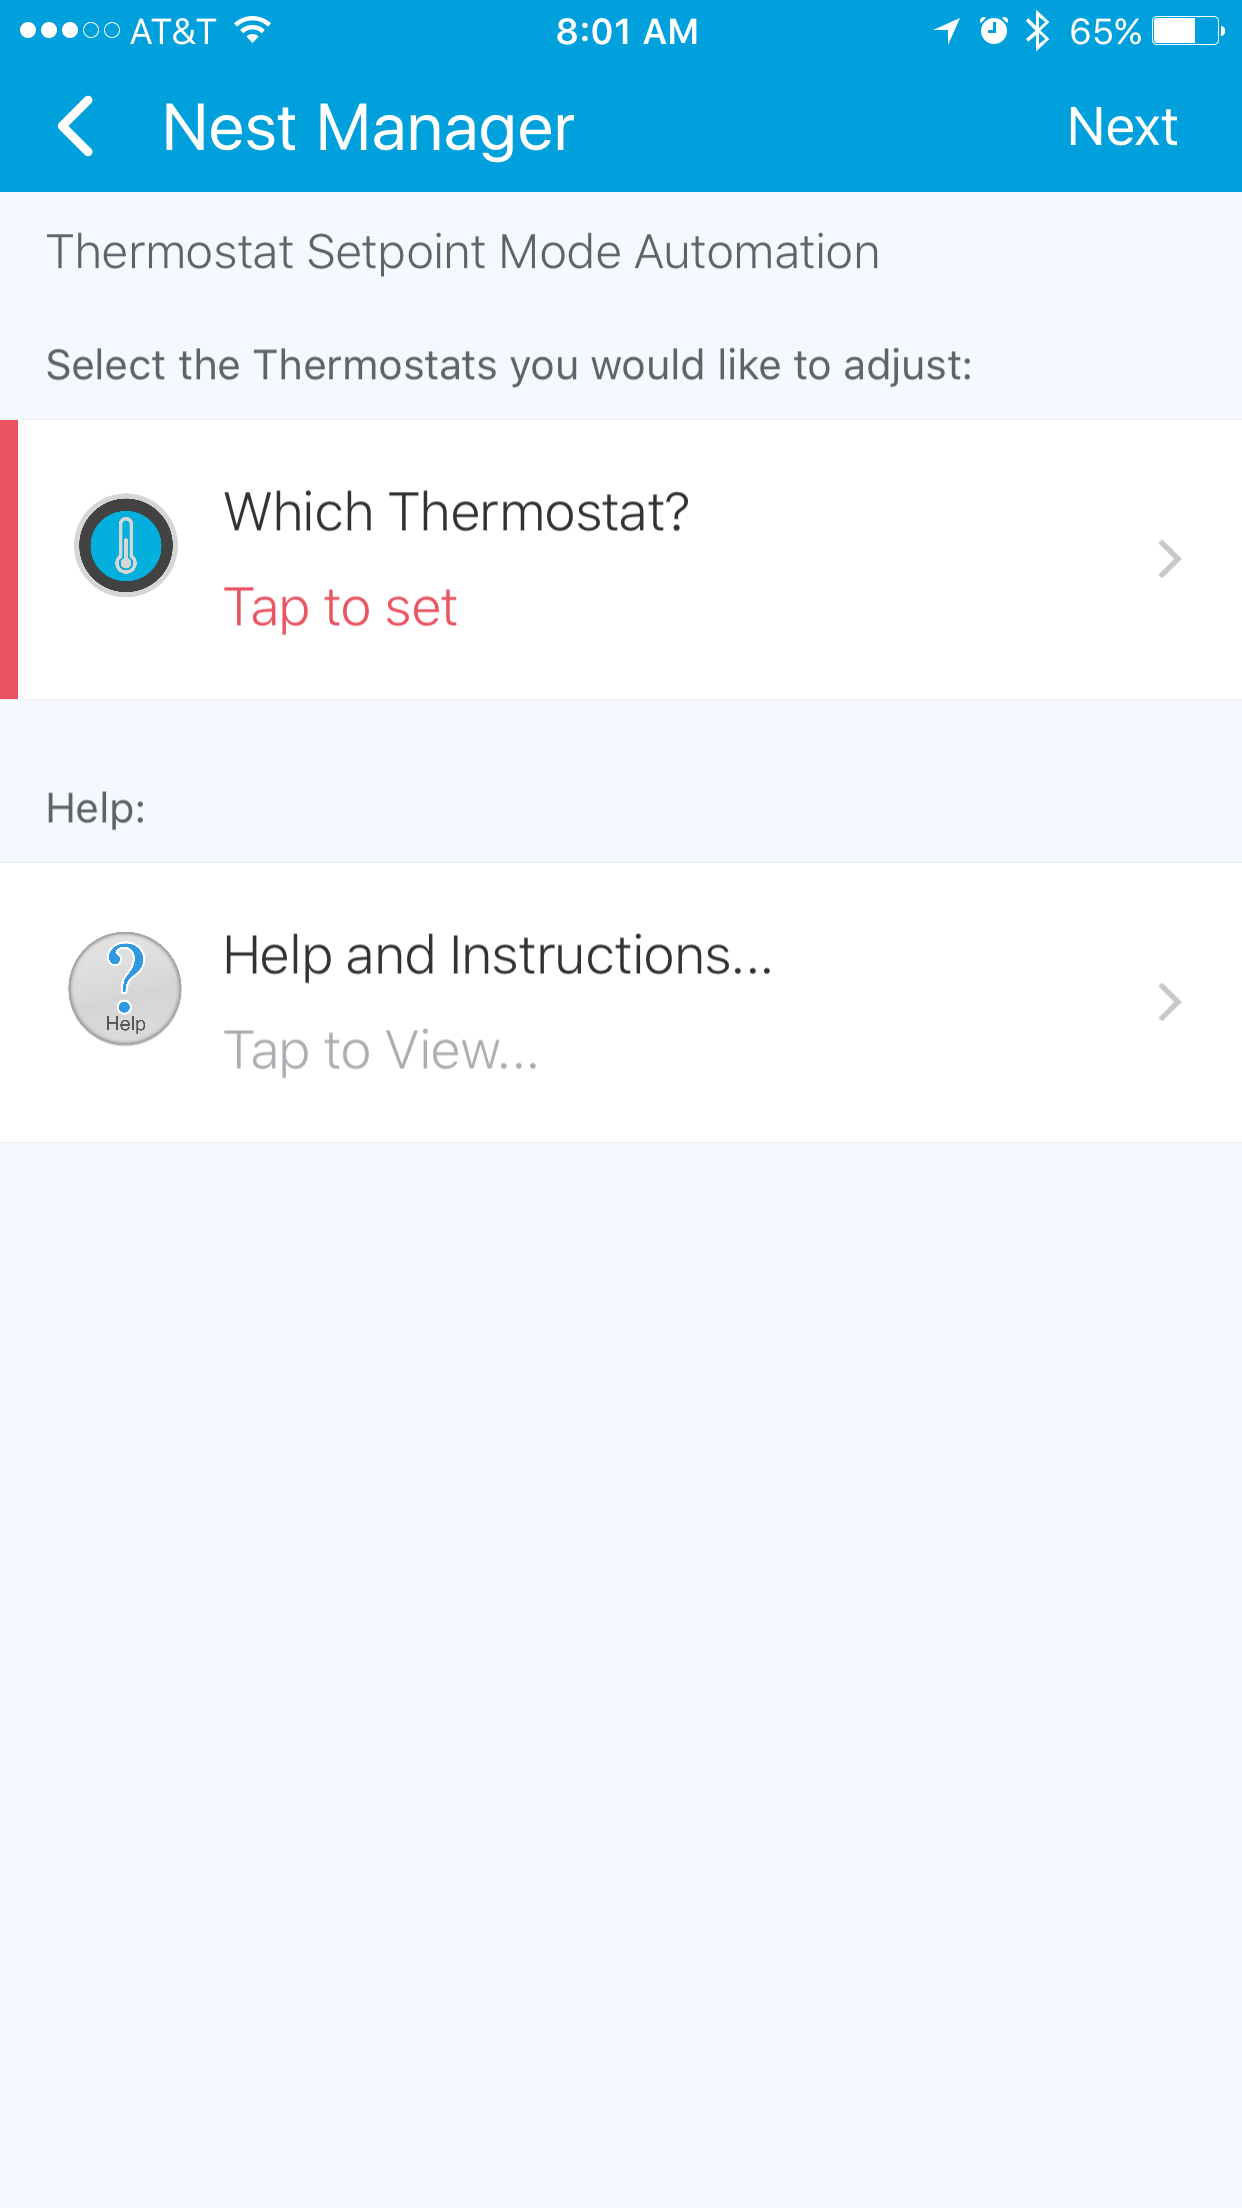 AT&T 8:01 AM 65%
Nest Manager Next
Thermostat Setpoint Mode Automation
Select the Thermostats you would like to adjust:
Which Thermostat?
Tap to set
Help:
Help and Instructions...
Help
Tap to View...